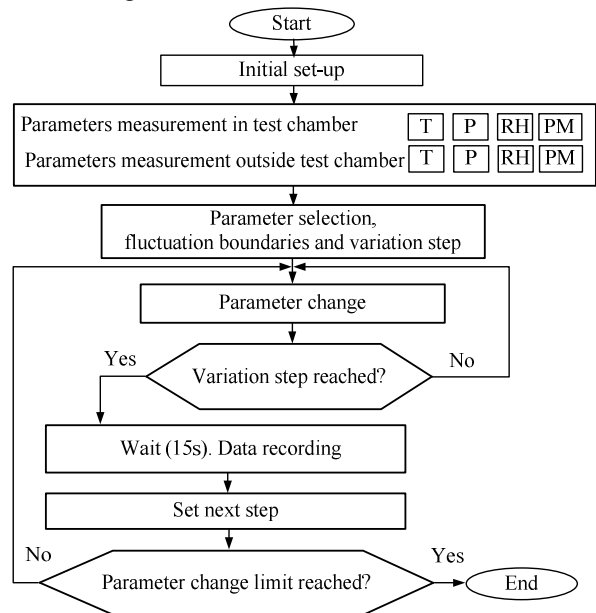 Start
Initial set-up
Parameters measurement in test chamber T P RH PM
Parameters measurement outside test chamber T P RH PM
Parameter selection,
fluctuation boundaries and variation step
Parameter change
Yes
Variation step reached?
No
Wait (15s). Data recording
Set next step
No
Parameter change limit reached?
Yes
End